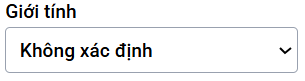 Giới tính
Không xác định